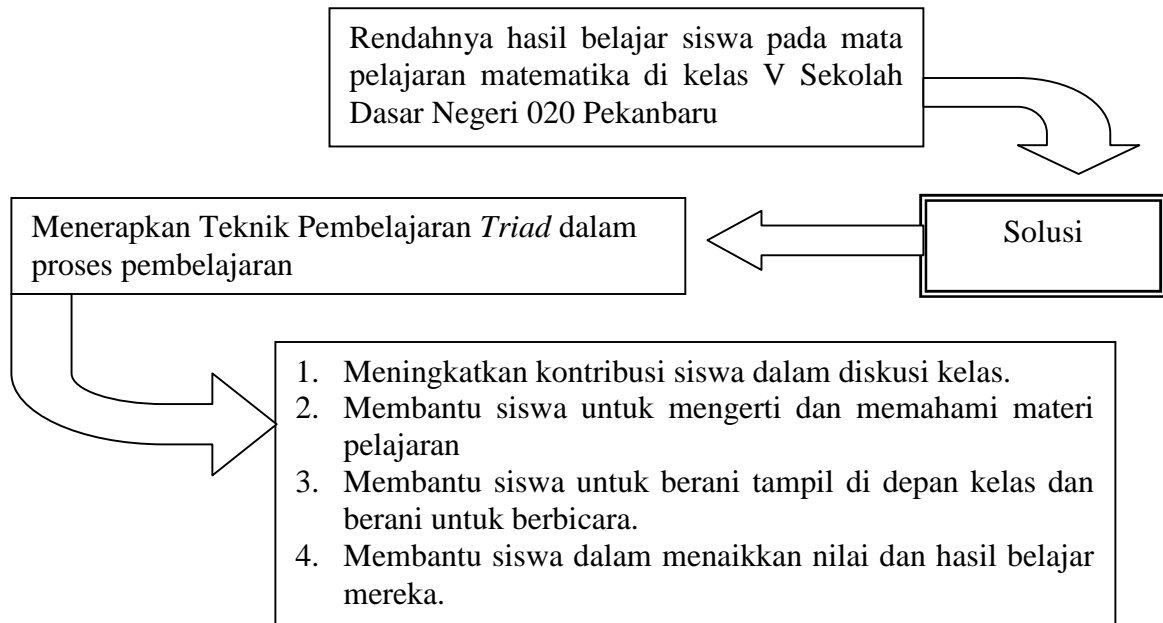 Rendahnya hasil belajar siswa pada mata
pelajaran matematika di kelas V Sekolah
Dasar Negeri 020 Pekanbaru
Solusi
Menerapkan Teknik Pembelajaran Triad dalam
proses pembelajaran
1. Meningkatkan kontribusi siswa dalam diskusi kelas.
2. Membantu siswa untuk mengerti dan memahami materi
pelajaran
3. Membantu siswa untuk berani tampil di depan kelas dan
berani untuk berbicara.
4. Membantu siswa dalam menaikkan nilai dan hasil belajar
mereka.